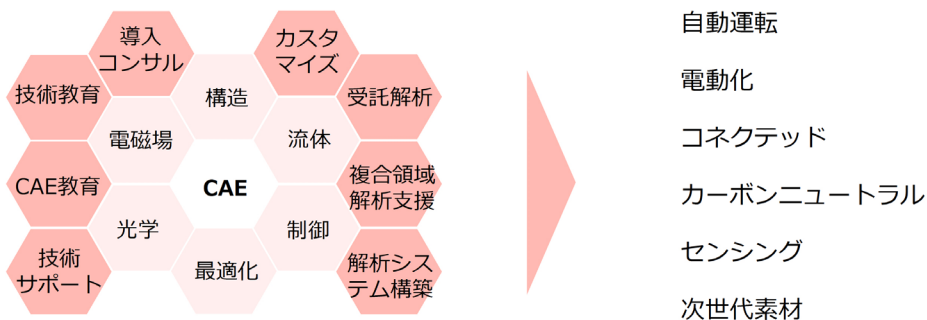 導入
コンサル
カスタ
マイズ
技術教育
構造
受託解析
電磁場
流体
CAE教育
CAE
複合領域
解析支援
光学
制御
技術
サポート
最適化
解析シス
テム構築
自動運転
電動化
コネクテッド
カーボンニュートラル
センシング
次世代素材